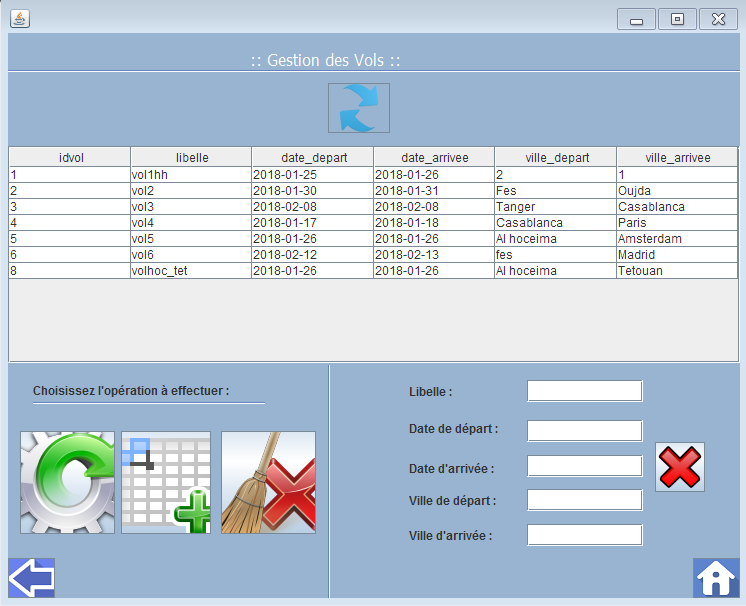 :: Gestion des Vols ::
idvol libelle date_depart date_arrivee ville_depart ville_arrivee
1 vol1hh 2018-01-25 2018-01-26 2 1
2 vol2 2018-01-30 2018-01-31 Fes Oujda
3 vol3 2018-02-08 2018-02-08 Tanger Casablanca
4 vol4 2018-01-17 2018-01-18 Casablanca Paris
5 vol5 2018-01-26 2018-01-26 Al hoceima Amsterdam
6 vol6 2018-02-12 2018-02-13 fes Madrid
8 volhoc_tet 2018-01-26 2018-01-26 Al hoceima Tetouan
Choisissez l'opération à effectuer :
Libelle :
Date de départ :
Date d'arrivée :
Ville de départ :
Ville d'arrivée :